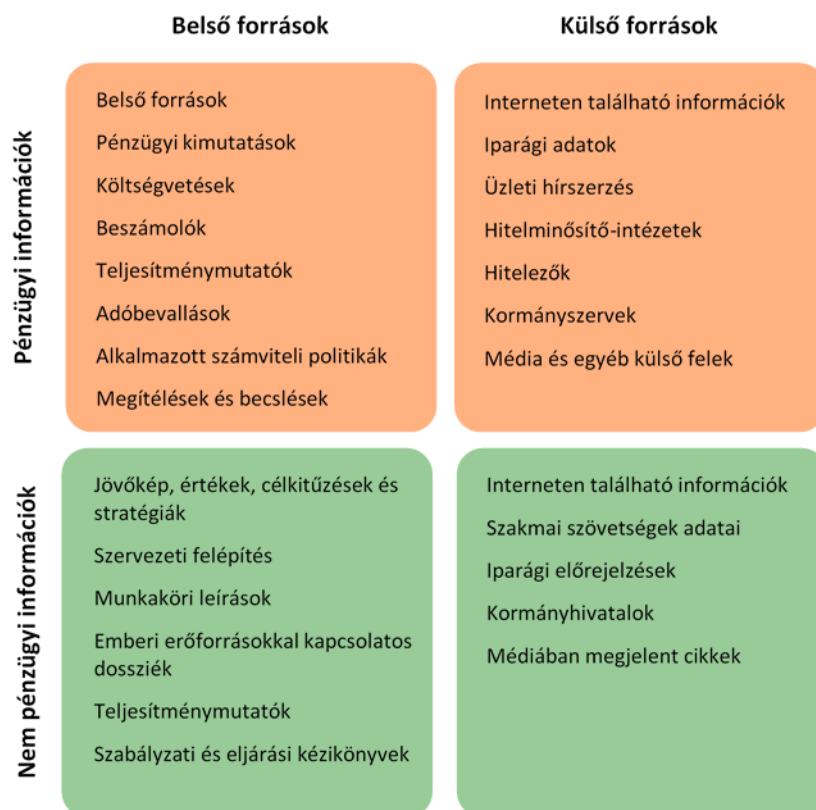 Belső források
Külső források
Pénzügyi információk
Belső források
Pénzügyi kimutatások
Költségvetések
Beszámolók
Teljesítménymutatók
Adóbevallások
Alkalmazott számviteli politikák
Megítélések és becslések
Interneten található információk
Iparági adatok
Üzleti hírszerzés
Hitelminősítő-intézetek
Hitelezők
Kormányszervek
Média és egyéb külső felek
Nem pénzügyi információk
Jövőkép, értékek, célkitűzések és
stratégiák
Szervezeti felépítés
Munkaköri leírások
Emberi erőforrásokkal kapcsolatos
dossziék
Teljesítménymutatók
Szabályzati és eljárási kézikönyvek
Interneten található információk
Szakmai szövetségek adatai
Iparági előrejelzések
Kormányhivatalok
Médiában megjelent cikkek